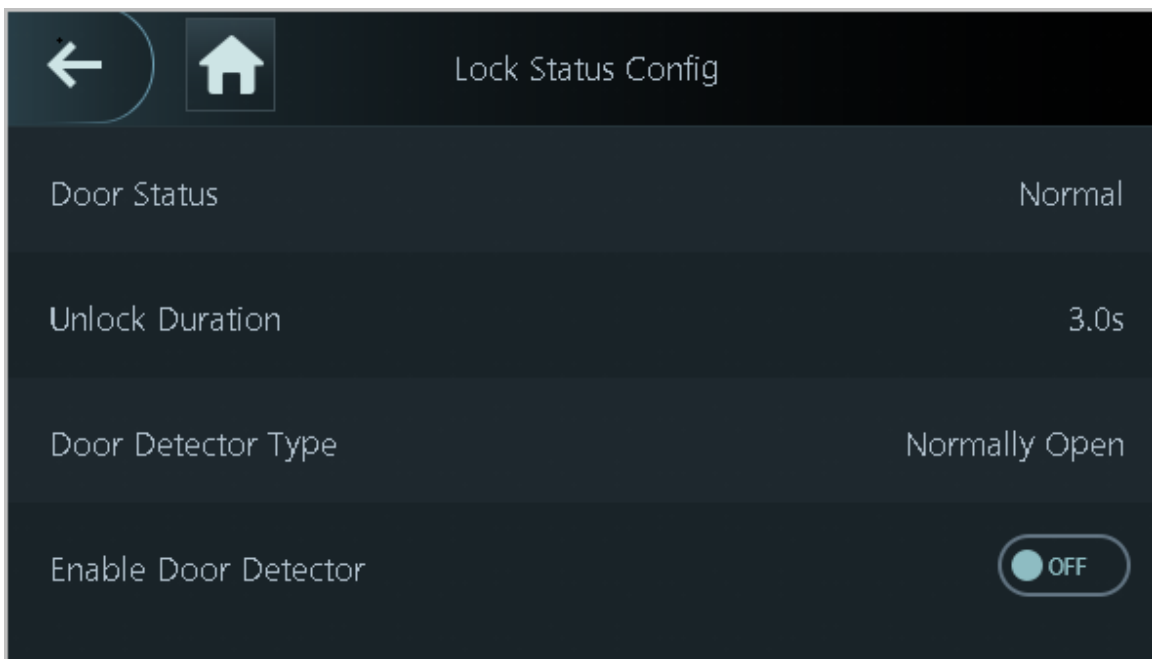 Lock Status Config
Door Status Normal
Unlock Duration 3.0s
Door Detector Type Normally Open
Enable Door Detector OFF